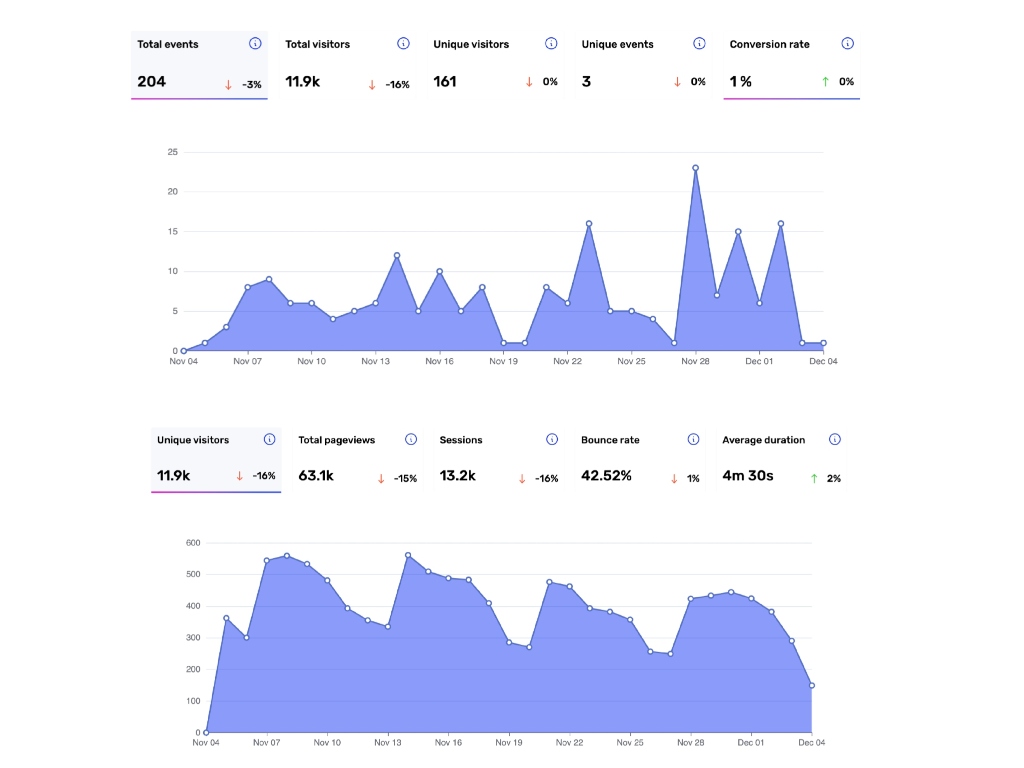 Total events Total visitors Unique visitors Unique events Conversion rate
204 -3% 11.9k -16% 161 0% 3 0% 1% 0%
25
20
15
10
5
0
Nov 04 Nov 07 Nov 10 Nov 13 Nov 16 Nov 19 Nov 22 Nov 25 Nov 28 Dec 01 Dec 04
Unique visitors Total pageviews Sessions Bounce rate Average duration
11.9k -16% 63.1k -15% 13.2k -16% 42.52% 1% 4m 30s 2%
600
500
400
300
200
100
0
Nov 04 Nov 07 Nov 10 Nov 13 Nov 16 Nov 19 Nov 22 Nov 25 Nov 28 Dec 01 Dec 04